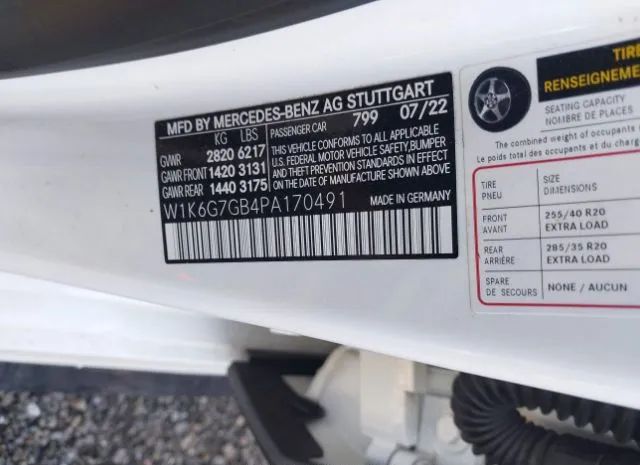 MFD BY MERCEDES-BENZ AG STUTTGART
KG LBS PASSENGER CAR 799 07/22
GVWR 2820 6217
GAWR FRONT 1420 3131
GAWR REAR 1440 3175
THIS VEHICLE CONFORMS TO ALL APPLICABLE
U.S. FEDERAL MOTOR VEHICLE SAFETY, BUMPER
AND THEFT PREVENTION STANDARDS IN EFFECT
ON THE DATE OF MANUFACTURE SHOWN ABOVE.
W1K6G7GB4PA170491 MADE IN GERMANY
TIRE
RENSEIGNEME
SEATING CAPACITY
NOMBRE DE PLACES
The combined weight of occupants
Le poids total des occupants
TIRE SIZE
PNEU DIMENSIONS
FRONT 255/40 R20
AVANT EXTRA LOAD
REAR 285/35 R20
ARRIÈRE EXTRA LOAD
SPARE NONE / AUCUN
DE SECOURS